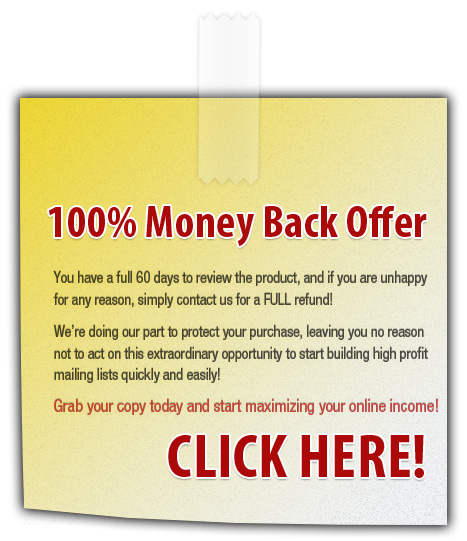 100% Money Back Offer
You have a full 60 days to review the product, and if you are unhappy
for any reason, simply contact us for a FULL refund!
We're doing our part to protect your purchase, leaving you no reason
not to act on this extraordinary opportunity to start building high profit
mailing lists quickly and easily!
Grab your copy today and start maximizing your online income!
CLICK HERE!